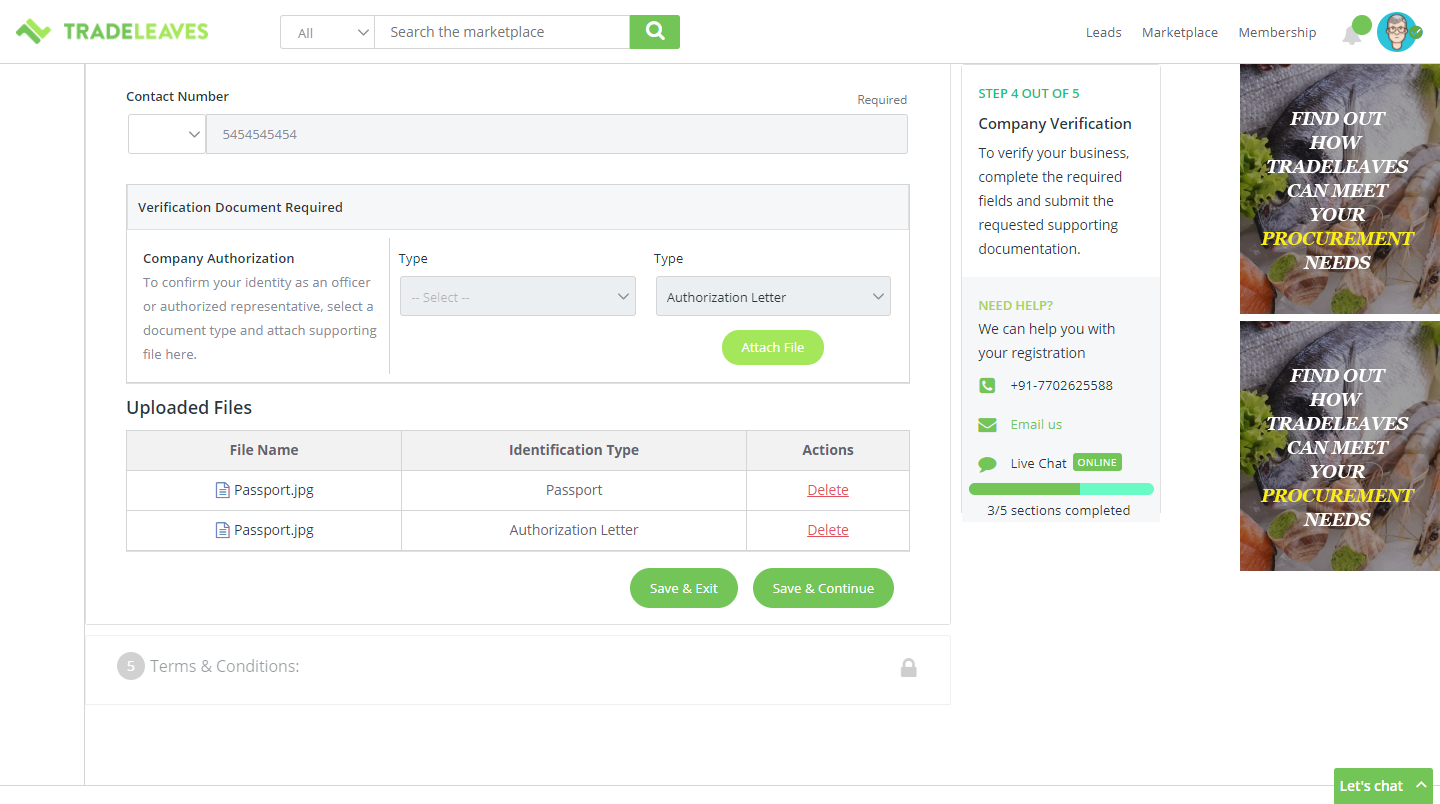 TRADELEAVES
All
Search the marketplace
Leads
Marketplace
Membership
Contact Number
Required
5454545454
Verification Document Required
Company Authorization
To confirm your identity as an officer
or authorized representative, select a
document type and attach supporting
file here.
Type
-- Select --
Type
Authorization Letter
Attach File
Uploaded Files
File Name Identification Type Actions
Passport.jpg Passport Delete
Passport.jpg Authorization Letter Delete
Save & Exit
Save & Continue
5 Terms & Conditions:
STEP 4 OUT OF 5
Company Verification
To verify your business,
complete the required
fields and submit the
requested supporting
documentation.
NEED HELP?
We can help you with
your registration
+91-7702625588
Email us
Live Chat ONLINE
3/5 sections completed
FIND OUT
HOW
TRADELEAVES
CAN MEET
YOUR
PROCUREMENT
NEEDS
FIND OUT
HOW
TRADELEAVES
CAN MEET
YOUR
PROCUREMENT
NEEDS
Let's chat